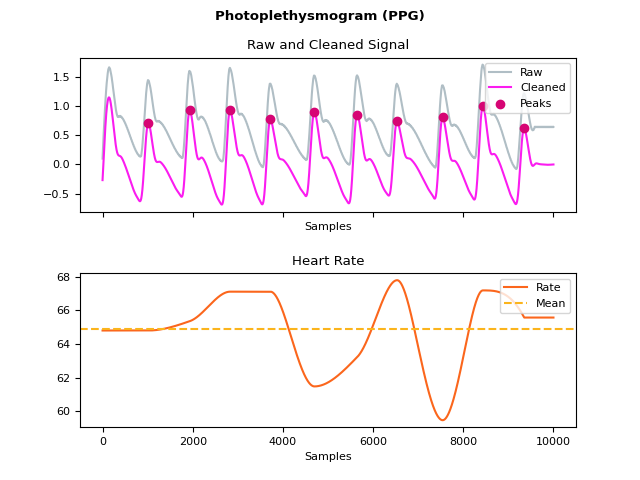 Photoplethysmogram (PPG)
Raw and Cleaned Signal
1.5
1.0
0.5
0.0
−0.5
Raw
Cleaned
Peaks
Samples
Heart Rate
68
66
64
62
60
Rate
Mean
0 2000 4000 6000 8000 10000
Samples